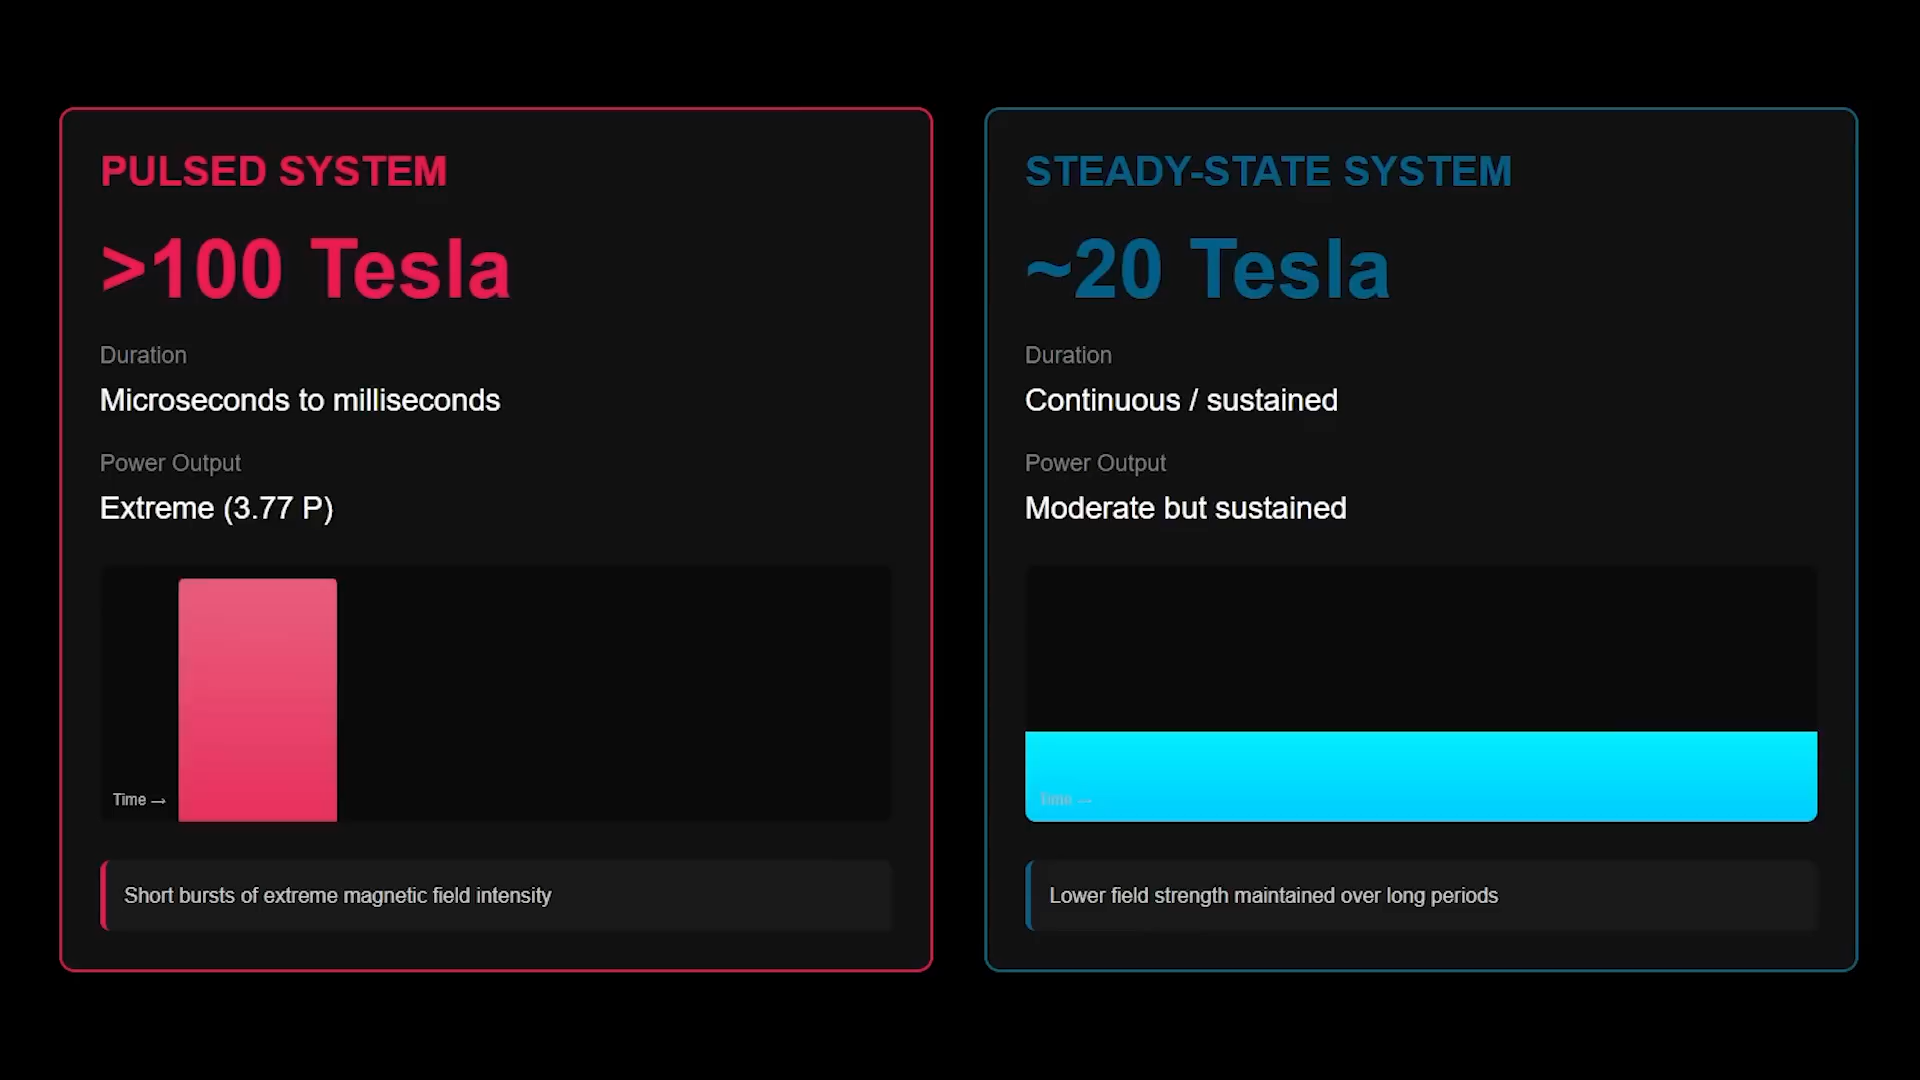 PULSED SYSTEM
>100 Tesla
Duration
Microseconds to milliseconds
Power Output
Extreme (3.77 P)
Time →
Short bursts of extreme magnetic field intensity
STEADY-STATE SYSTEM
~20 Tesla
Duration
Continuous / sustained
Power Output
Moderate but sustained
Time →
Lower field strength maintained over long periods